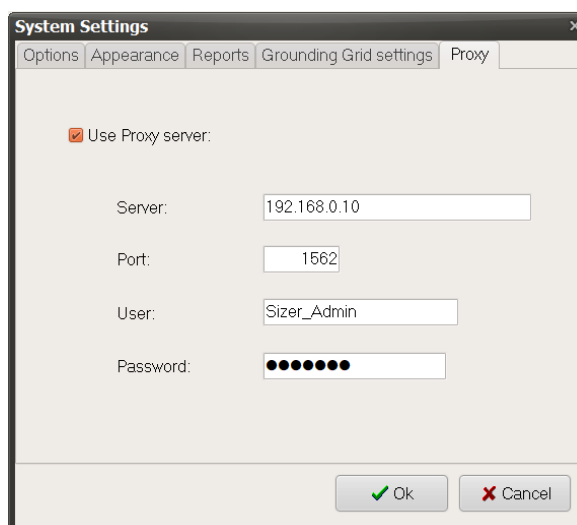 System Settings
Options Appearance Reports Grounding Grid settings Proxy
Use Proxy server:
Server: 192.168.0.10
Port: 1562
User: Sizer_Admin
Password: ●●●●●●●
Ok Cancel